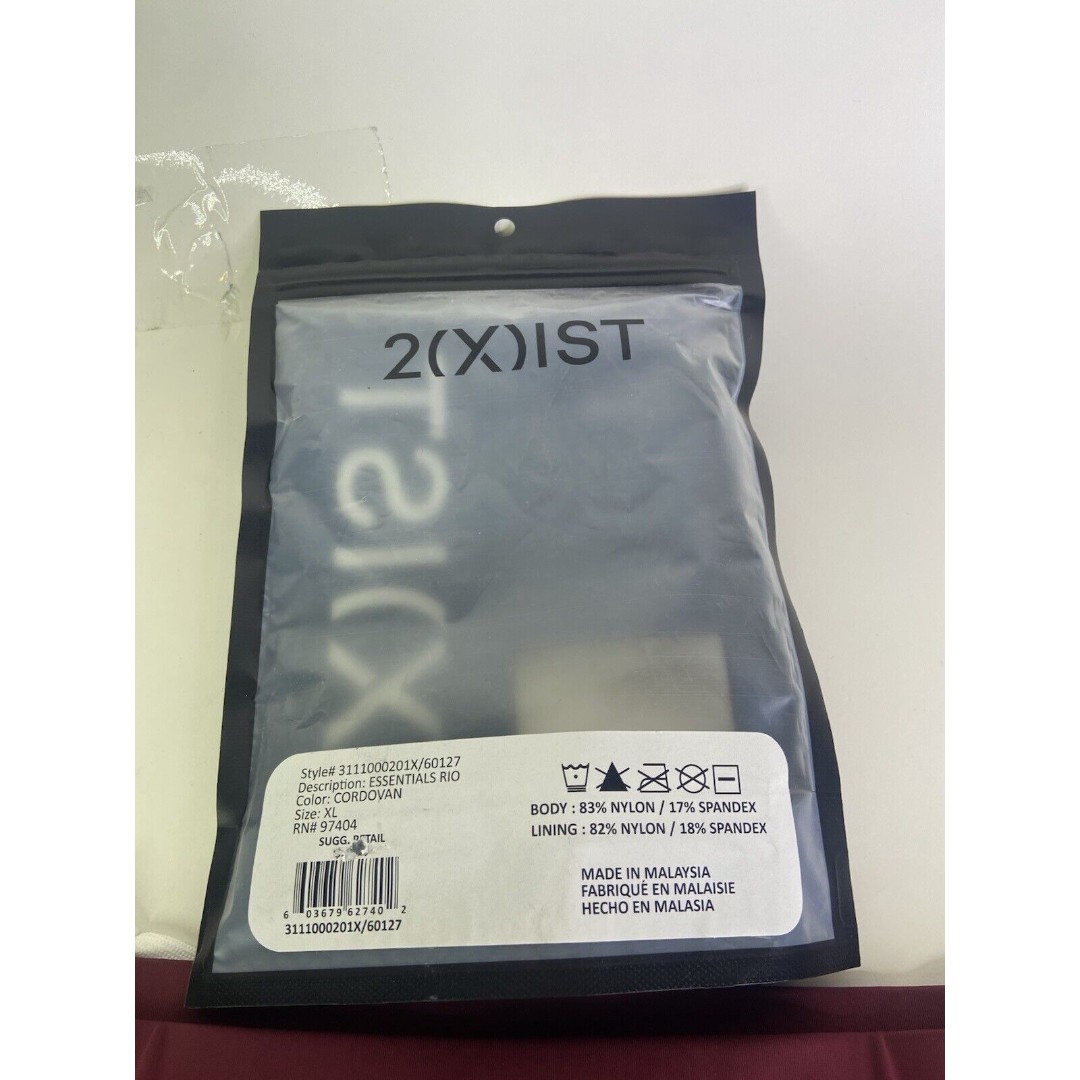 2(X)IST
2(X)IST
Style# 3111000201X/60127
Description: ESSENTIALS RIO
Color: CORDOVAN
Size: XL
RN# 97404
SUGG. RETAIL
6 03679 62740 2
3111000201X/60127
BODY : 83% NYLON / 17% SPANDEX
LINING : 82% NYLON / 18% SPANDEX
MADE IN MALAYSIA
FABRIQUÉ EN MALAISIE
HECHO EN MALASIA